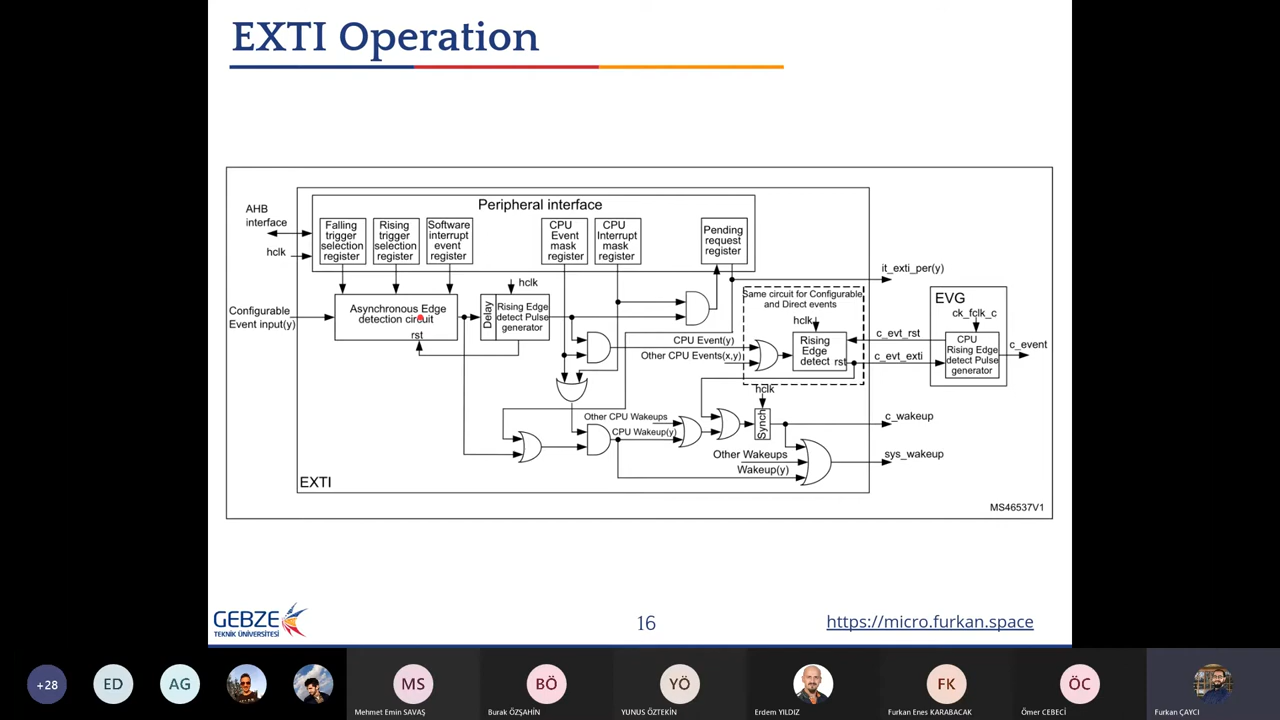 EXTI Operation
Peripheral interface
AHB
interface
hclk
Falling
trigger
selection
register
Rising
trigger
selection
register
Software
interrupt
event
register
CPU
Event
mask
register
CPU
Interrupt
mask
register
Pending
request
register
it_exti_per(y)
Configurable
Event input(y)
Asynchronous Edge
detection circuit
rst
hclk
Delay
Rising Edge
detect Pulse
generator
CPU Event(y)
Other CPU Events(x,y)
Same circuit for Configurable
and Direct events
hclk
Rising
Edge
detect
rst
c_evt_rst
c_evt_exti
EVG
ck_fclk_c
CPU
Rising Edge
detect Pulse
generator
c_event
hclk
Synch
Other CPU Wakeups
CPU Wakeup(y)
c_wakeup
Other Wakeups
Wakeup(y)
sys_wakeup
EXTI
MS46537V1
GEBZE
TEKNİK ÜNİVERSİTESİ
16
https://micro.furkan.space
+28
ED
AG
MS
Mehmet Emin SAVAŞ
BÖ
Burak ÖZŞAHİN
YÖ
YUNUS ÖZTEKİN
Erdem YILDIZ
FK
Furkan Enes KARABACAK
ÖC
Ömer CEBECİ
Furkan ÇAYCI